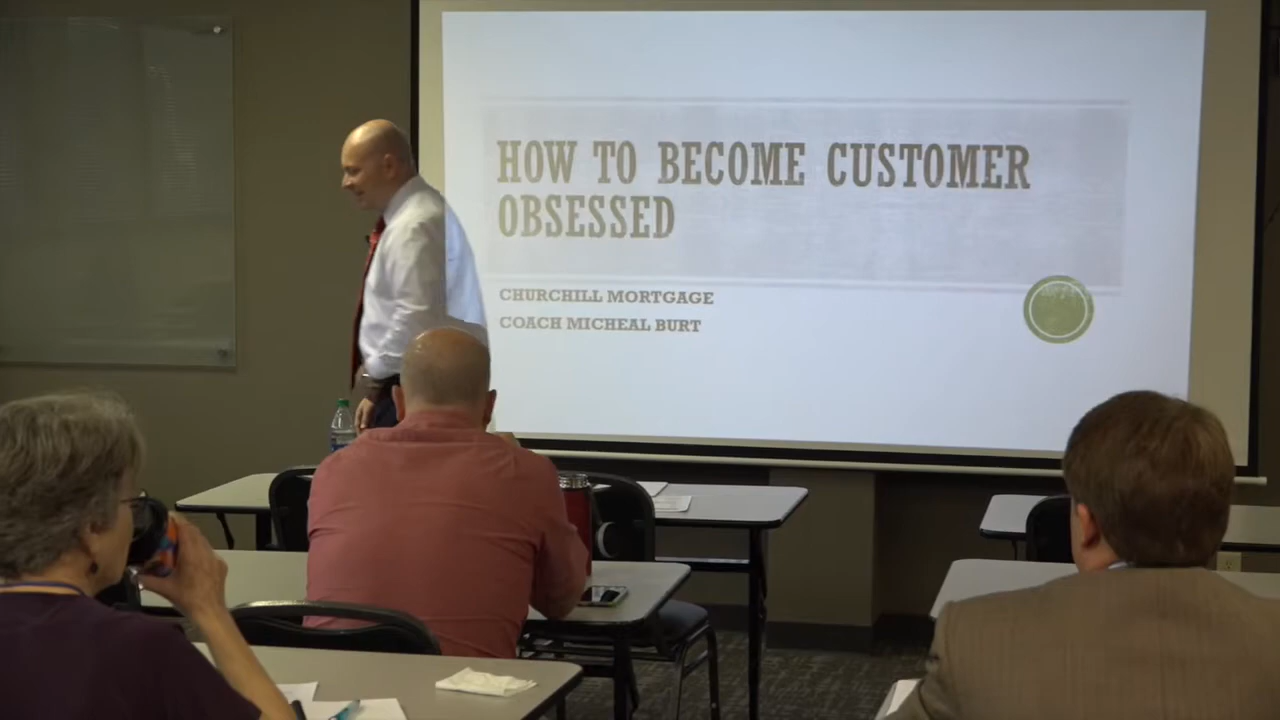 HOW TO BECOME CUSTOMER
OBSESSED
CHURCHILL MORTGAGE
COACH MICHEAL BURT